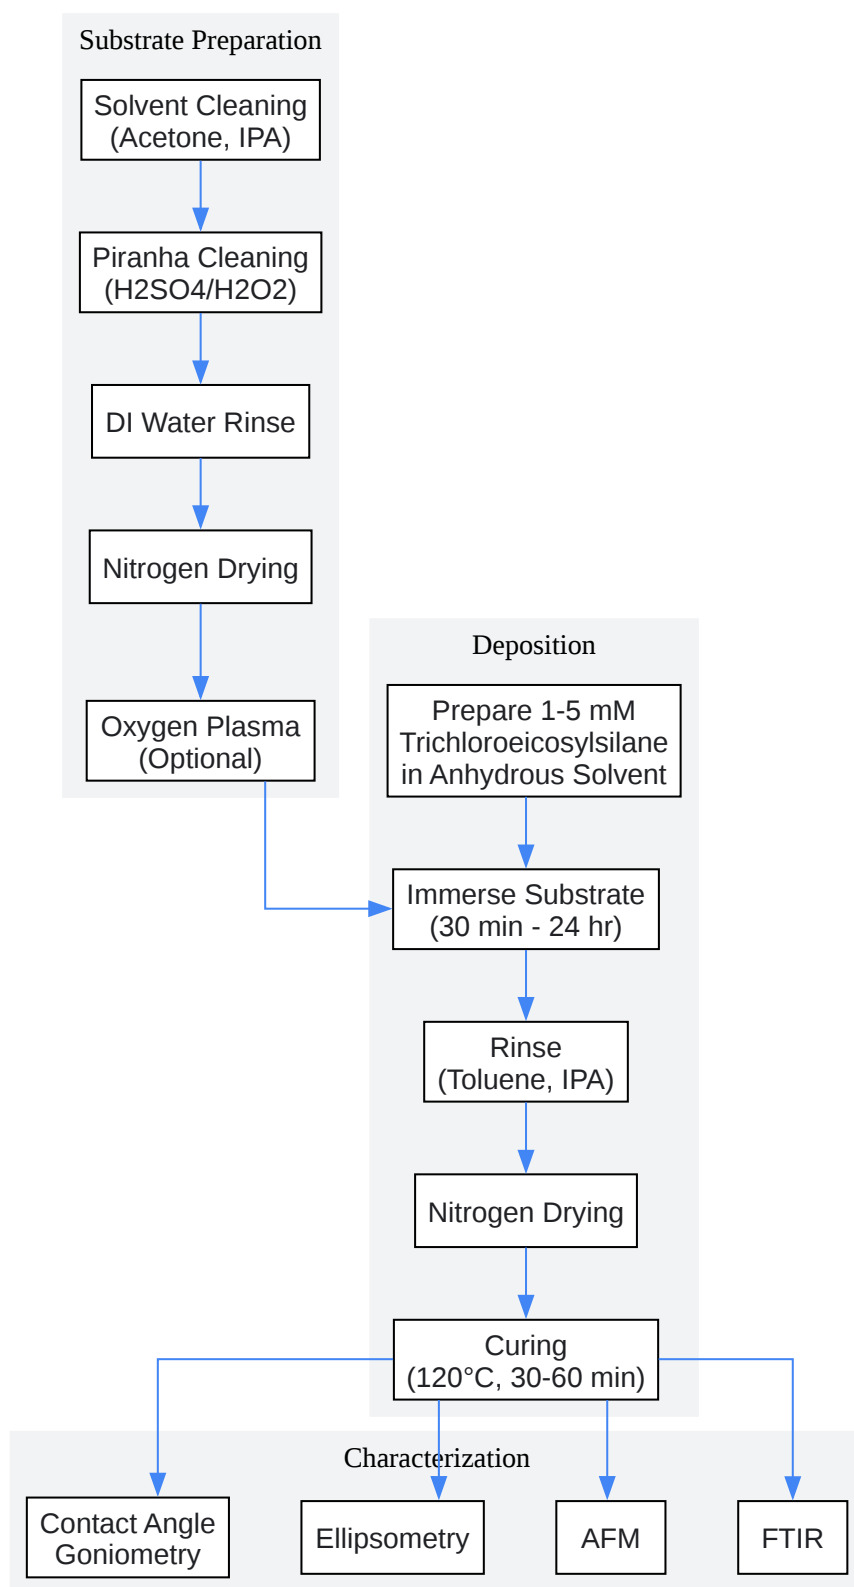 Substrate Preparation
Solvent Cleaning
(Acetone, IPA)
Piranha Cleaning
(H2SO4/H2O2)
DI Water Rinse
Nitrogen Drying
Oxygen Plasma
(Optional)
Deposition
Prepare 1-5 mM
Trichloroeicosylsilane
in Anhydrous Solvent
Immerse Substrate
(30 min - 24 hr)
Rinse
(Toluene, IPA)
Nitrogen Drying
Curing
(120°C, 30-60 min)
Characterization
Contact Angle
Goniometry
Ellipsometry
AFM
FTIR